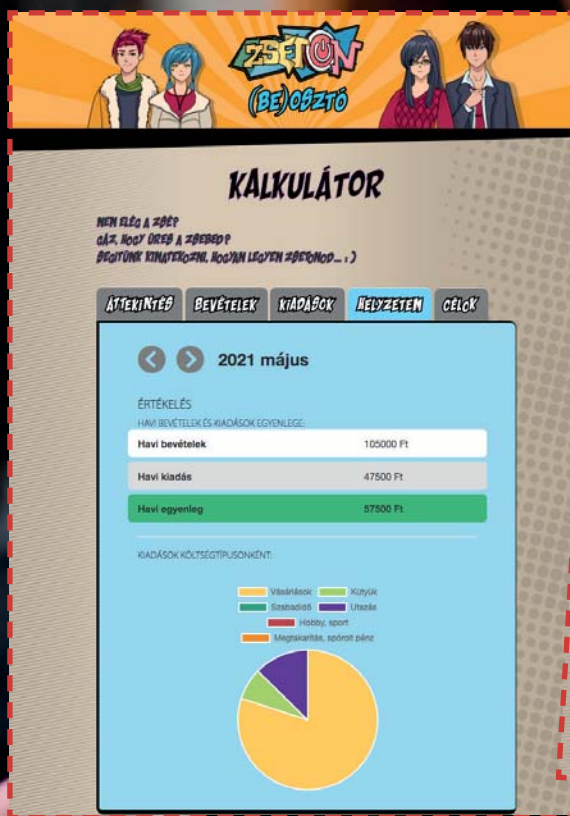 ZSETON
(BE)OSZTÓ
KALKULÁTOR
NEM ELÉG A ZSÉ?
GÁZ, HOGY ÜRES A ZSEBED?
SEGÍTÜNK KIMATEKOZNI, HOGYAN LEGYEN ZSETONOD... : )
ÁTTEKINTÉS BEVÉTELEK KIADÁSOK HELYZETEM CÉLOK
2021 május
ÉRTÉKELÉS
HAVI BEVÉTELEK ÉS KIADÁSOK EGYENLEGE:
Havi bevételek 105000 Ft
Havi kiadás 47500 Ft
Havi egyenleg 57500 Ft
KIADÁSOK KÖLTSÉGTÍPUSONKÉNT:
Vásárlások Kütyük
Szabadidő Utazás
Hobby, sport
Megtakarítás, spórolt pénz